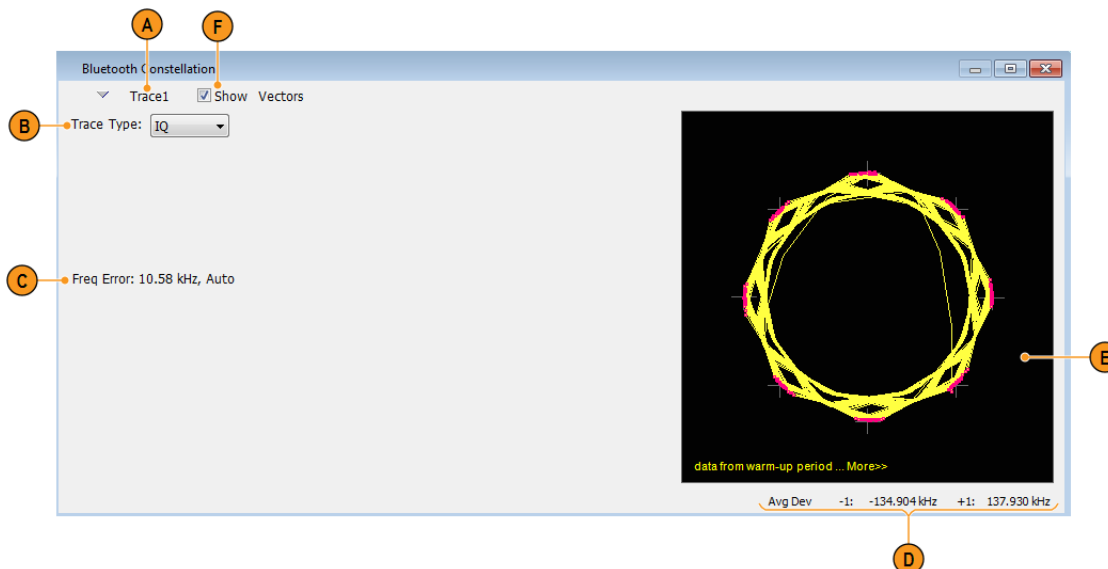 A
F
Bluetooth Constellation
Trace1 Show Vectors
B
Trace Type: IQ
C
Freq Error: 10.58 kHz, Auto
E
data from warm-up period ... More>>
Avg Dev -1: -134.904 kHz +1: 137.930 kHz
D